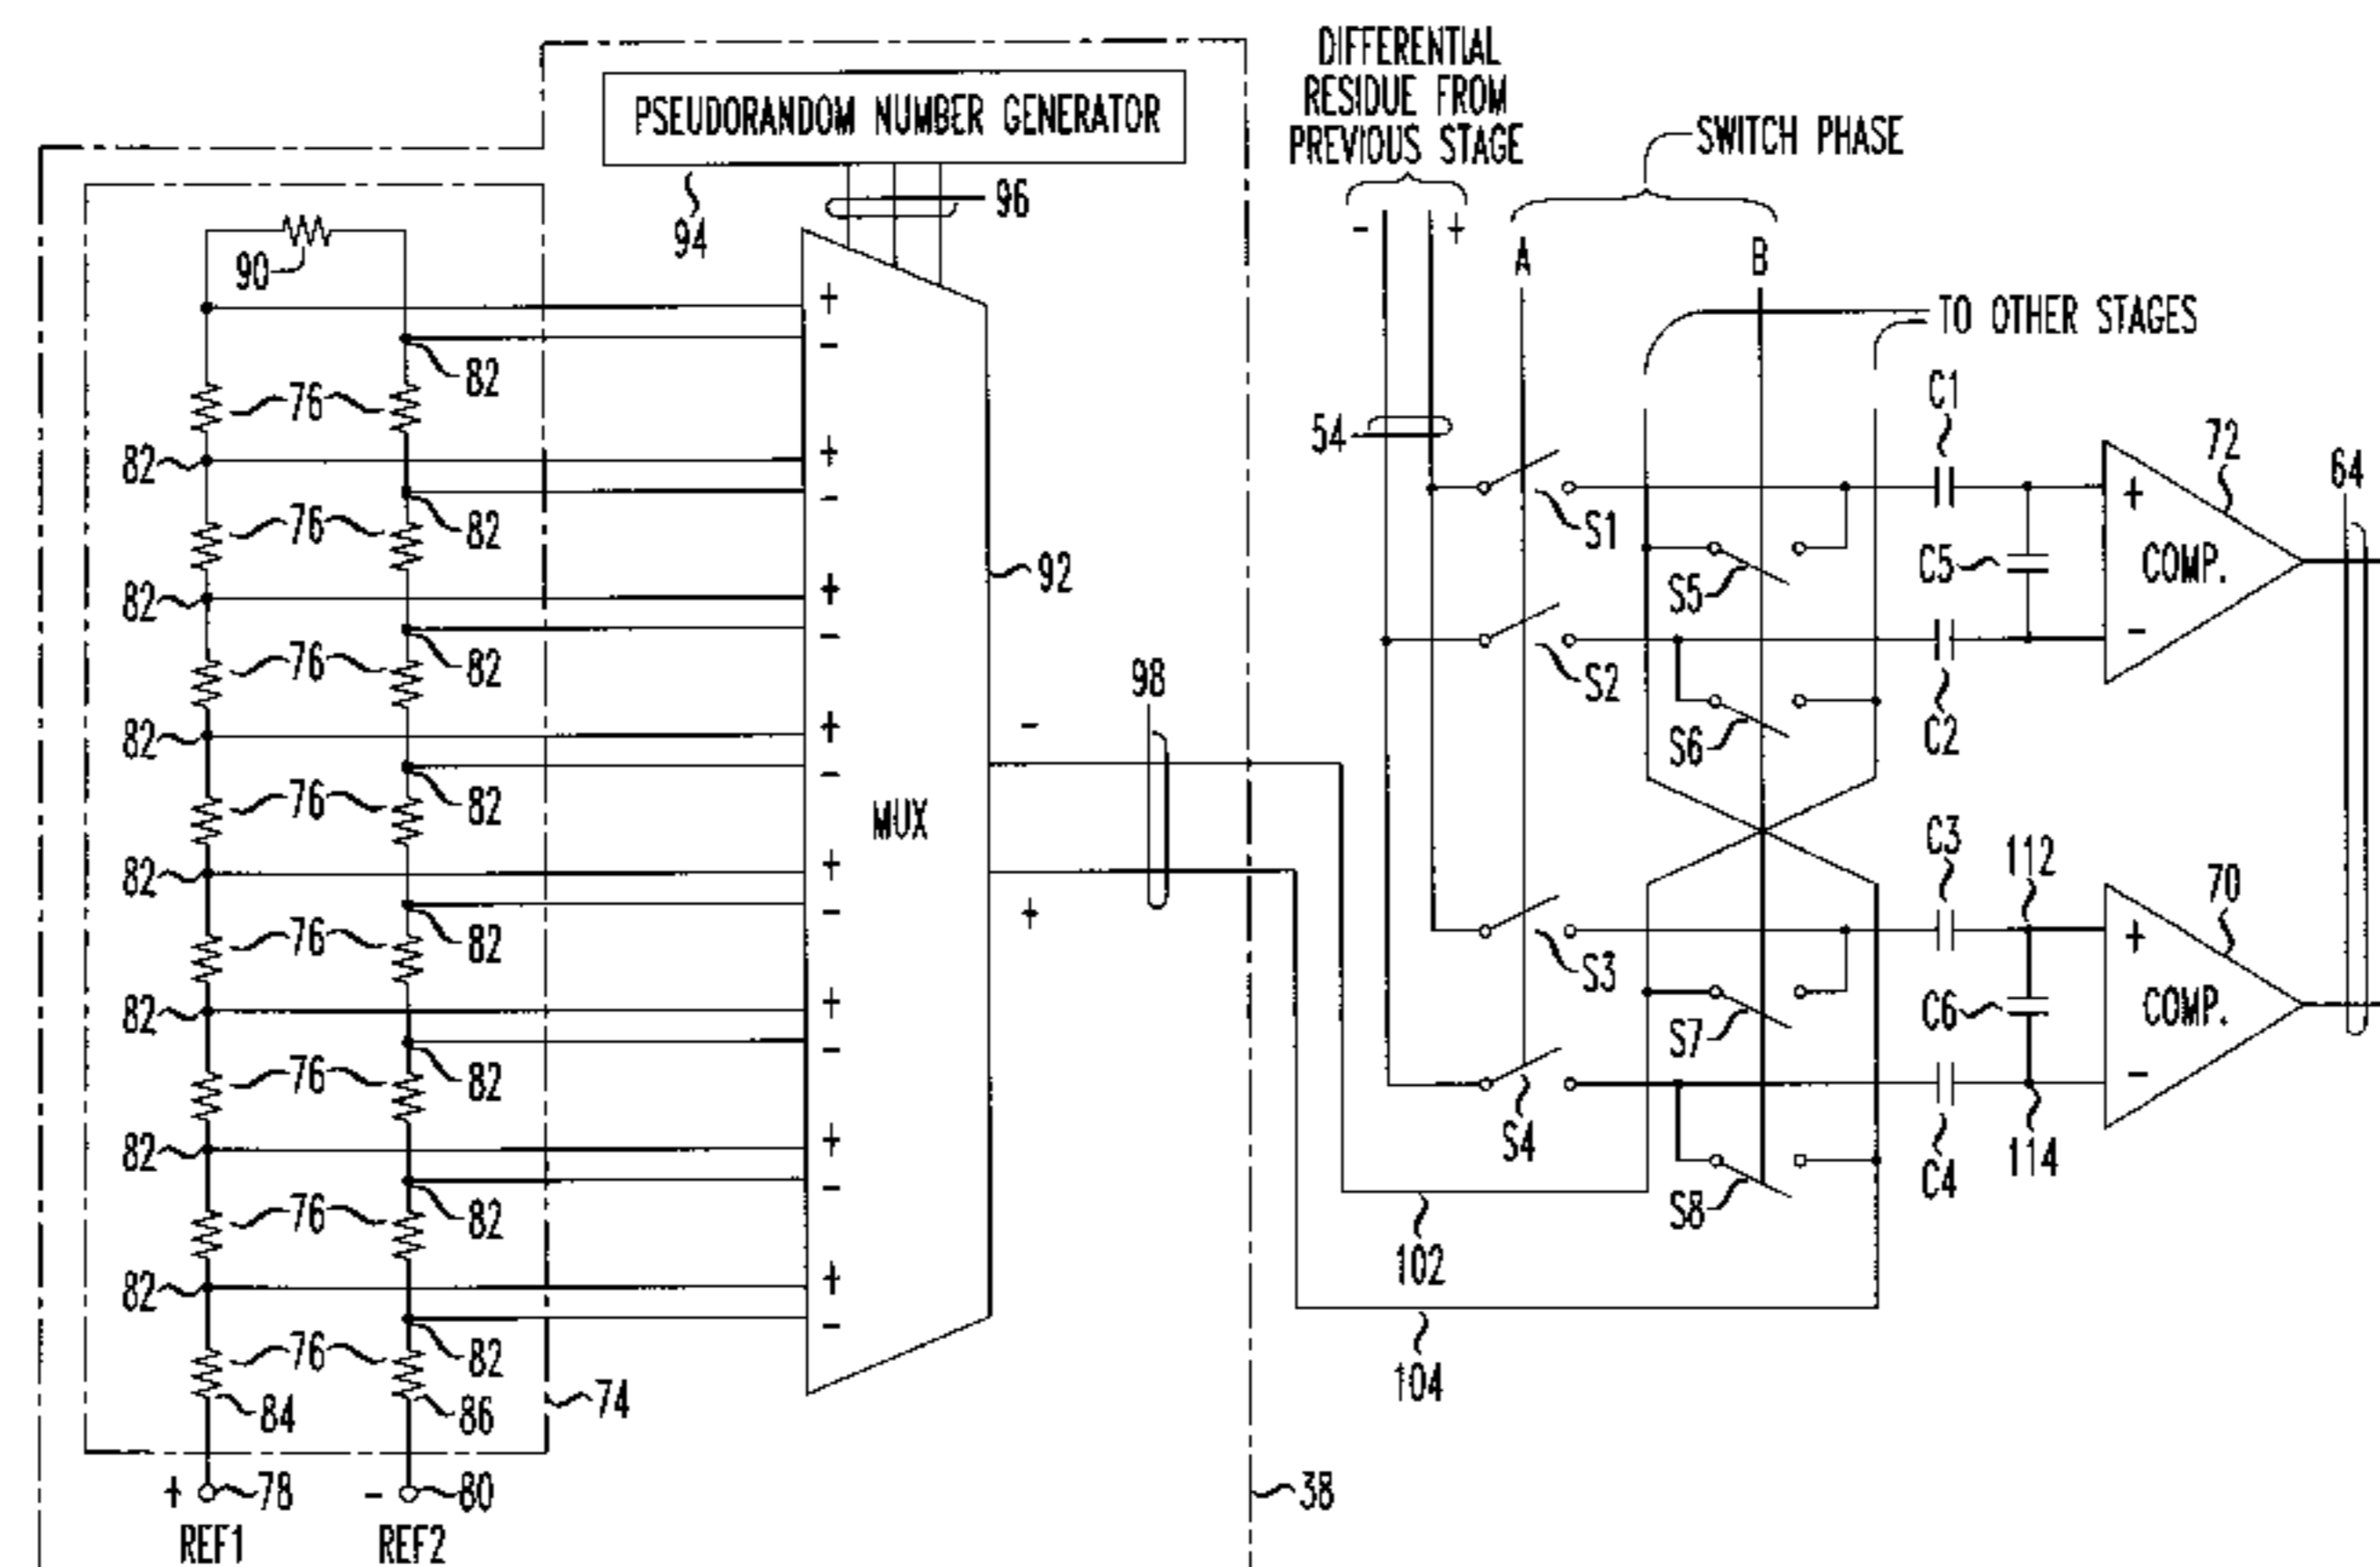 DIFFERENTIAL
RESIDUE FROM
PREVIOUS STAGE
PSEUDORANDOM NUMBER GENERATOR
SWITCH PHASE
94
96
- +
A
B
90
TO OTHER STAGES
+
-
82
76
54
C1
72
64
82
+
-
82
S1
+
COMP.
-
C5
76
S5
92
82
+
-
82
S2
C2
76
98
S6
82
+
-
82
-
MUX
76
C3
112
70
82
+
-
82
+
S3
+
COMP.
-
C6
76
S7
82
+
-
82
S4
C4
114
76
S8
82
+
-
82
102
76
82
+
-
82
104
76
84
86
74
+
78
-
80
38
REF1
REF2